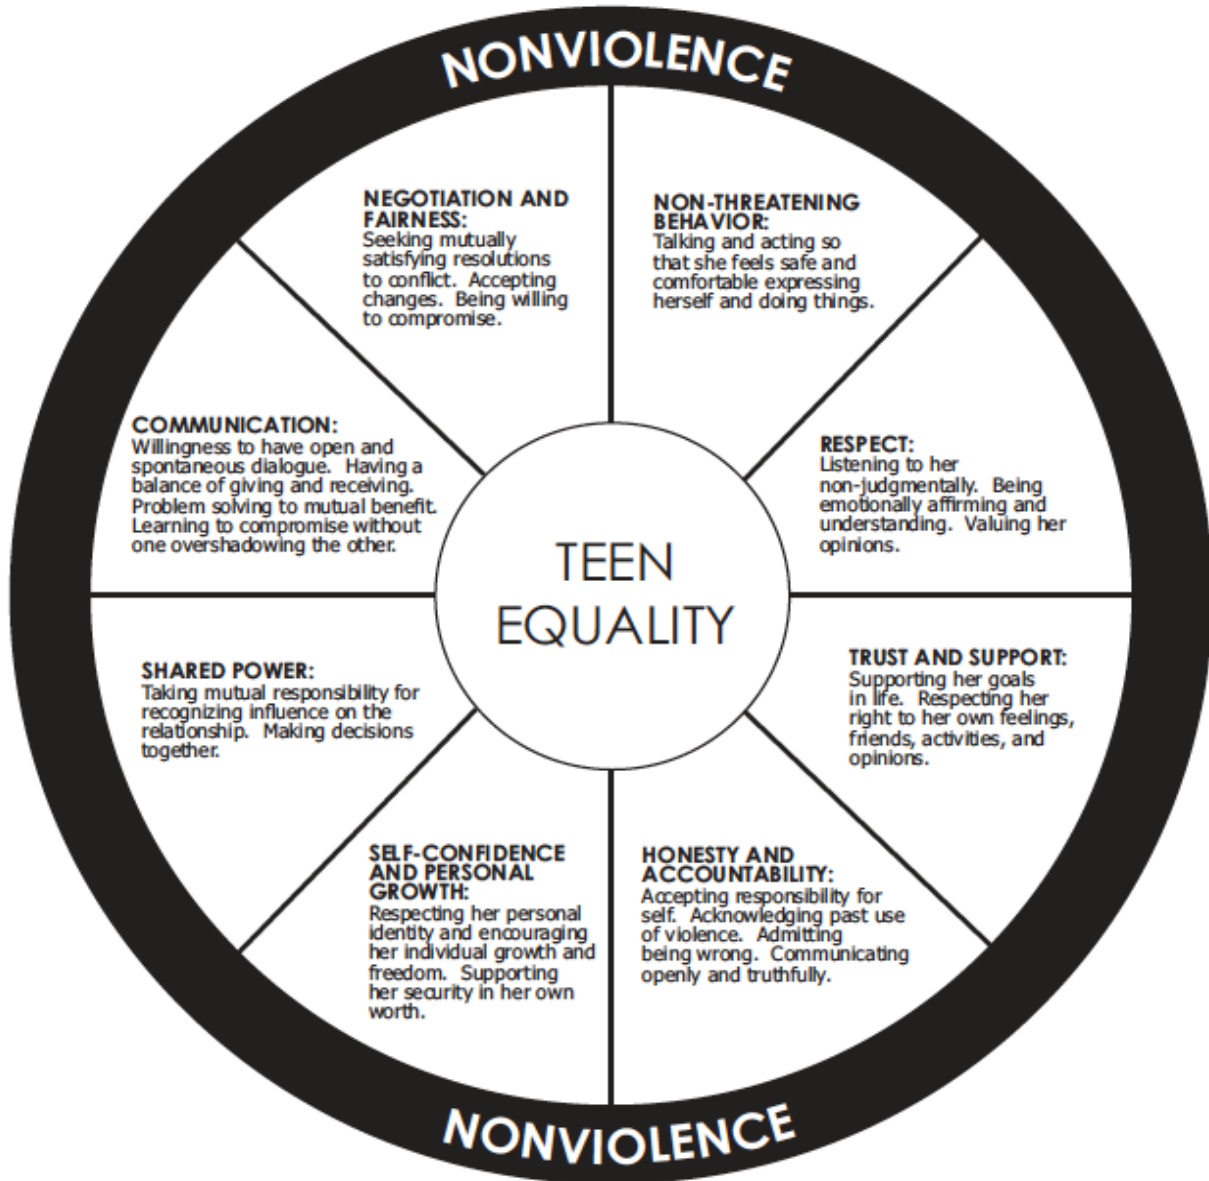 NONVIOLENCE
NEGOTIATION AND
FAIRNESS:
Seeking mutually
satisfying resolutions
to conflict.  Accepting
changes.  Being willing
to compromise.
NON-THREATENING
BEHAVIOR:
Talking and acting so
that she feels safe and
comfortable expressing
herself and doing things.
COMMUNICATION:
Willingness to have open and
spontaneous dialogue.  Having a
balance of giving and receiving.
Problem solving to mutual benefit.
Learning to compromise without
one overshadowing the other.
RESPECT:
Listening to her
non-judgmentally.  Being
emotionally affirming and
understanding.  Valuing her
opinions.
TEEN
EQUALITY
SHARED POWER:
Taking mutual responsibility for
recognizing influence on the
relationship.  Making decisions
together.
TRUST AND SUPPORT:
Supporting her goals
in life.  Respecting her
right to her own feelings,
friends, activities, and
opinions.
SELF-CONFIDENCE
AND PERSONAL
GROWTH:
Respecting her personal
identity and encouraging
her individual growth and
freedom.  Supporting
her security in her own
worth.
HONESTY AND
ACCOUNTABILITY:
Accepting responsibility for
self.  Acknowledging past use
of violence.  Admitting
being wrong.  Communicating
openly and truthfully.
NONVIOLENCE